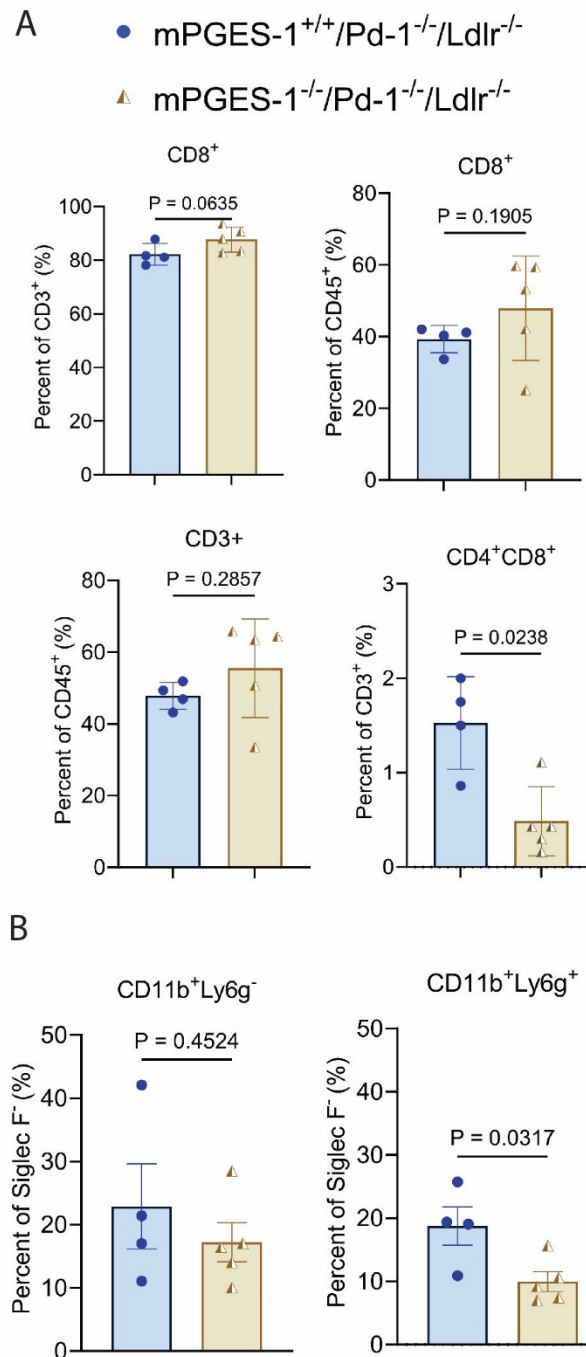 A
mPGES-1+/+/Pd-1-/-/Ldlr-/-
mPGES-1-/-/Pd-1-/-/Ldlr-/-
CD8+
P = 0.0635
Percent of CD3+ (%)
100
80
60
40
20
0
CD8+
P = 0.1905
Percent of CD45+ (%)
80
60
40
20
0
CD3+
P = 0.2857
Percent of CD45+ (%)
80
60
40
20
0
CD4+CD8+
P = 0.0238
Percent of CD3+ (%)
3
2
1
0
B
CD11b+Ly6g-
P = 0.4524
Percent of Siglec F- (%)
50
40
30
20
10
0
CD11b+Ly6g+
P = 0.0317
Percent of Siglec F- (%)
50
40
30
20
10
0